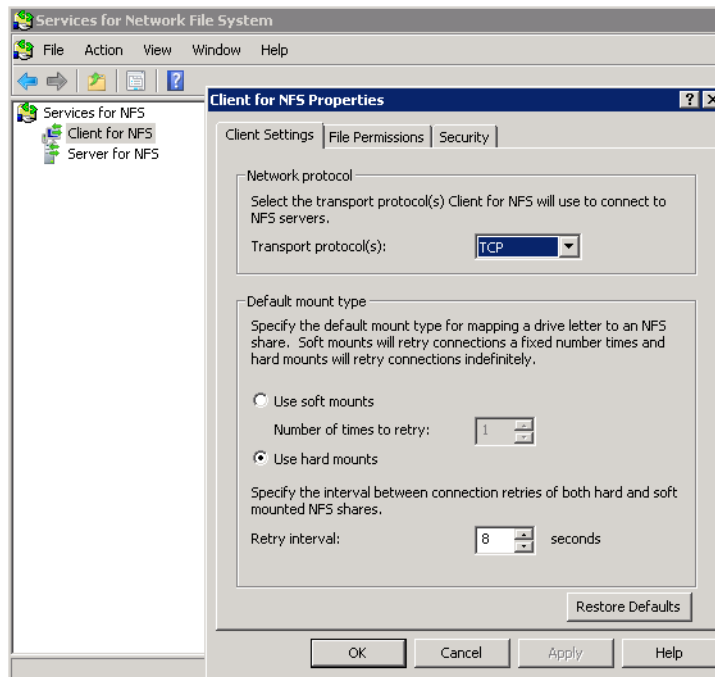 Services for Network File System
File Action View Window Help
Services for NFS
Client for NFS
Server for NFS
Client for NFS Properties
Client Settings File Permissions Security
Network protocol
Select the transport protocol(s) Client for NFS will use to connect to
NFS servers.
Transport protocol(s): TCP
Default mount type
Specify the default mount type for mapping a drive letter to an NFS
share. Soft mounts will retry connections a fixed number times and
hard mounts will retry connections indefinitely.
Use soft mounts
Number of times to retry: 1
Use hard mounts
Specify the interval between connection retries of both hard and soft
mounted NFS shares.
Retry interval: 8 seconds
Restore Defaults
OK Cancel Apply Help